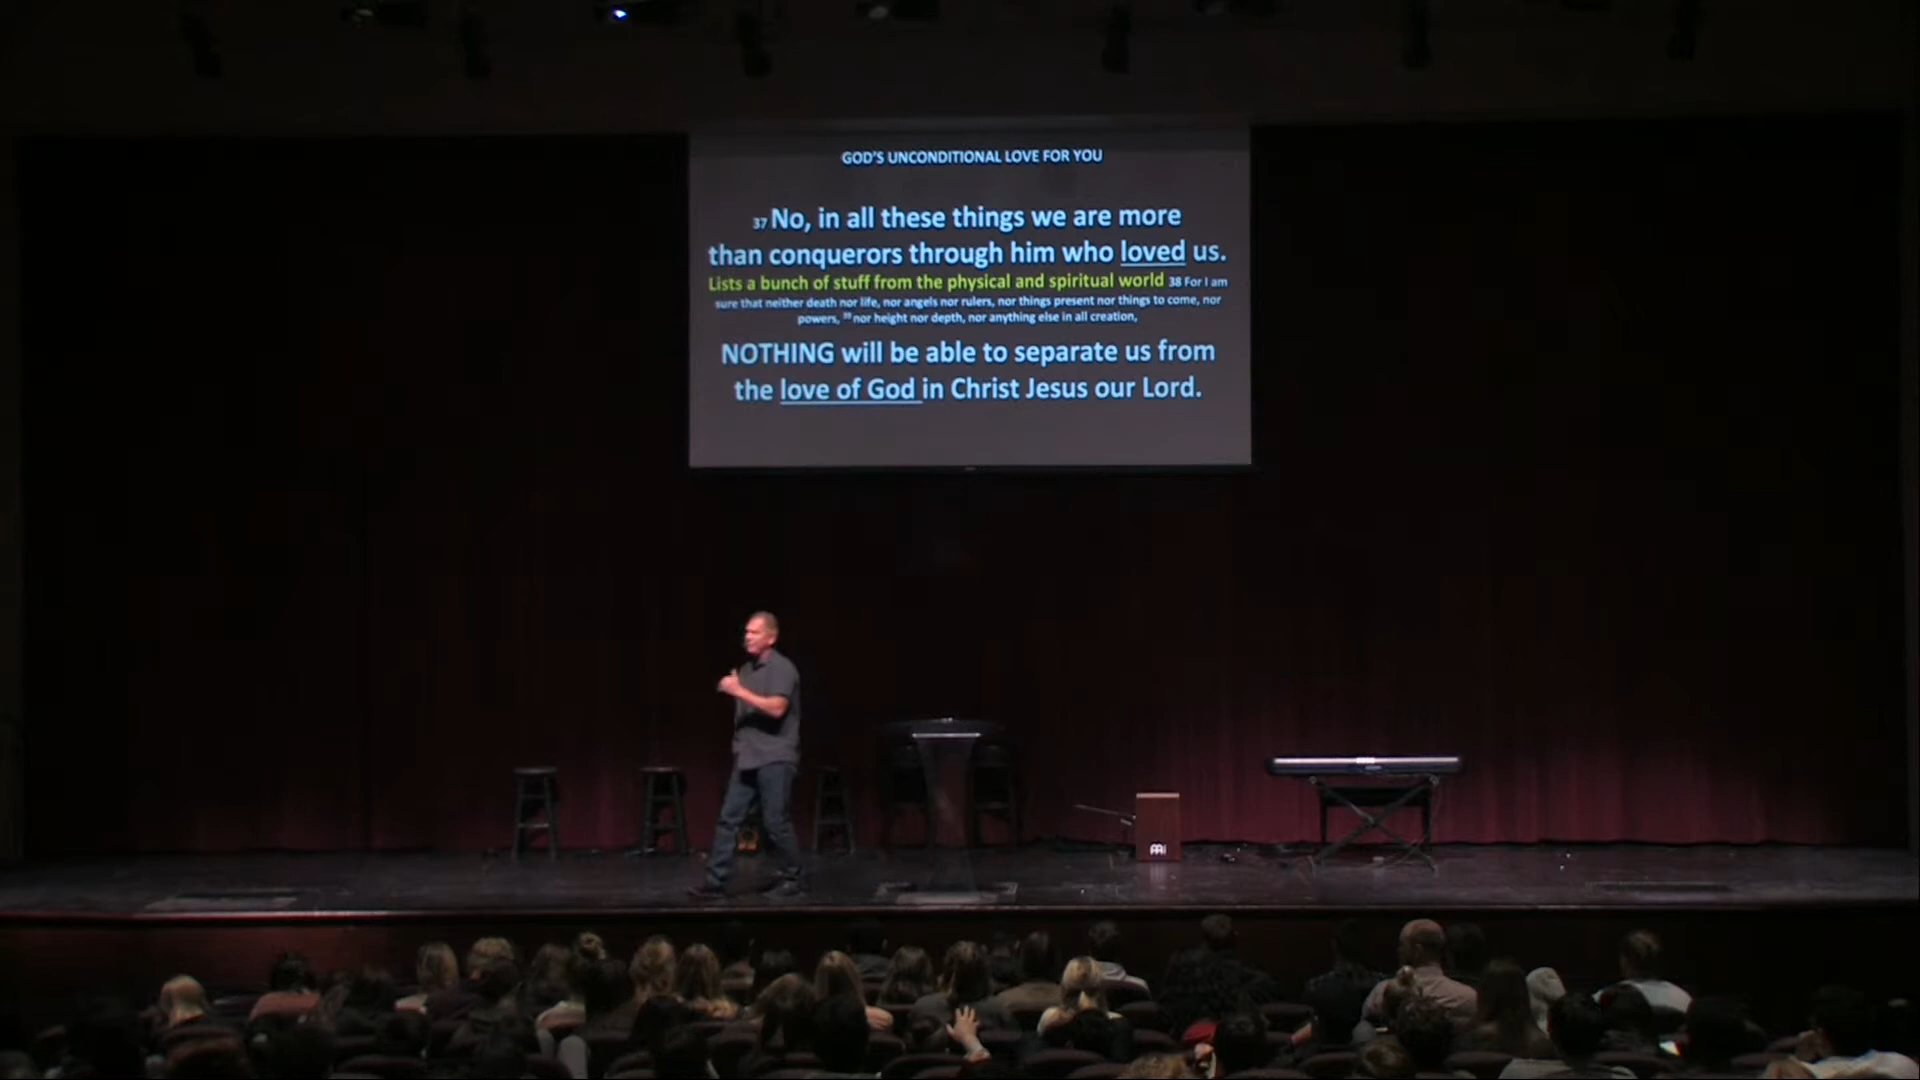 GOD'S UNCONDITIONAL LOVE FOR YOU
37 No, in all these things we are more
than conquerors through him who loved us.
Lists a bunch of stuff from the physical and spiritual world 38 For I am
sure that neither death nor life, nor angels nor rulers, nor things present nor things to come, nor
powers, 39 nor height nor depth, nor anything else in all creation,
NOTHING will be able to separate us from
the love of God in Christ Jesus our Lord.